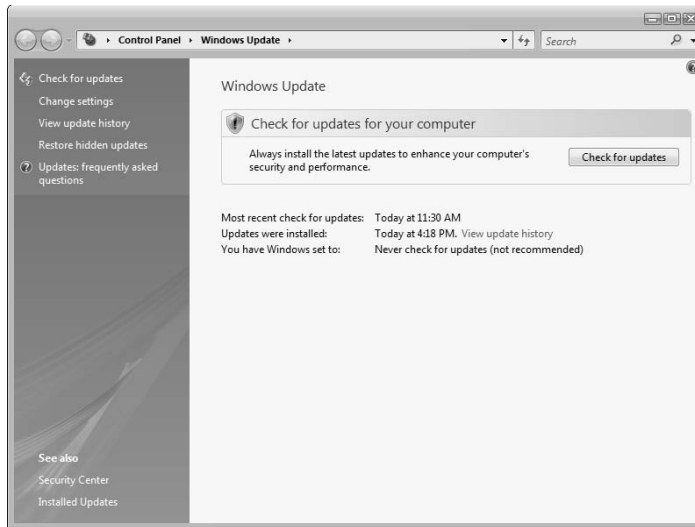 Control Panel
Windows Update
Search
Check for updates
Change settings
View update history
Restore hidden updates
Updates: frequently asked
questions
Windows Update
Check for updates for your computer
Always install the latest updates to enhance your computer's
security and performance.
Check for updates
Most recent check for updates: Today at 11:30 AM
Updates were installed: Today at 4:18 PM. View update history
You have Windows set to: Never check for updates (not recommended)
See also
Security Center
Installed Updates